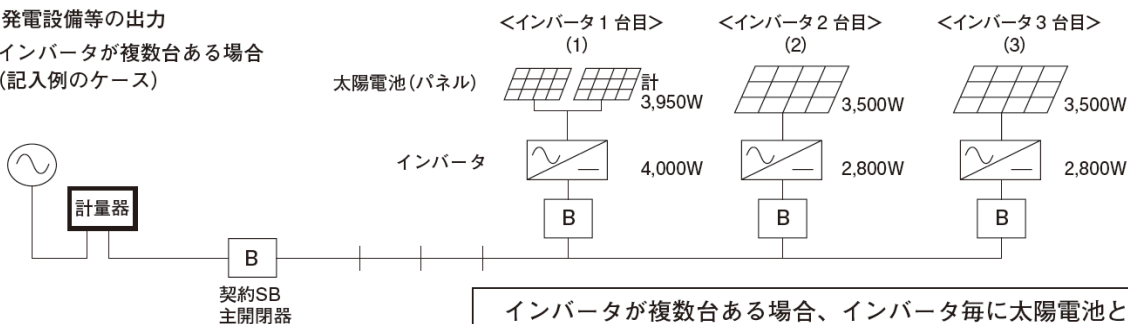 発電設備等の出力
インバータが複数台ある場合
(記入例のケース)
<インバータ1台目>
(1)
<インバータ2台目>
(2)
<インバータ3台目>
(3)
太陽電池(パネル)
計
3,950W
3,500W
3,500W
インバータ
4,000W
2,800W
2,800W
計量器
B
B
B
B
契約SB
主開閉器
インバータが複数台ある場合、インバータ毎に太陽電池と